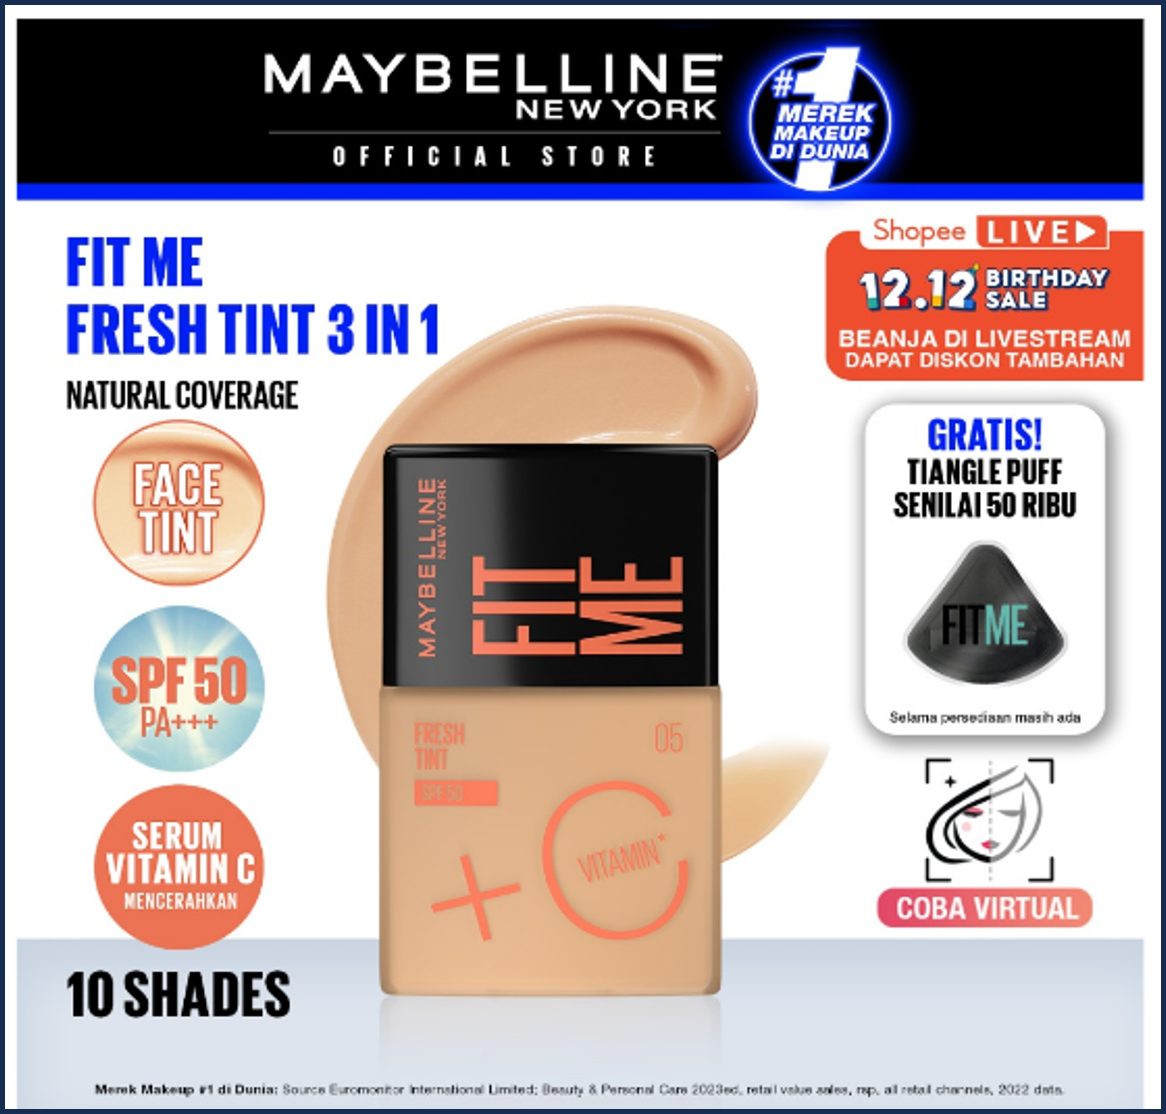 MAYBELLINE
NEW YORK
OFFICIAL STORE
#1
MEREK
MAKEUP
DI DUNIA
FIT ME
FRESH TINT 3 IN 1
NATURAL COVERAGE
FACE
TINT
SPF 50
PA+++
SERUM
VITAMIN C
MENCERAHKAN
10 SHADES
Shopee LIVE
12.12 BIRTHDAY
SALE
BEANJA DI LIVESTREAM
DAPAT DISKON TAMBAHAN
GRATIS!
TIANGLE PUFF
SENILAI 50 RIBU
FITME
Selama persediaan masih ada
COBA VIRTUAL
MAYBELLINE
NEW YORK
FIT
ME
FRESH
TINT
05
SPF 50
+ C
VITAMIN*
Merek Makeup #1 di Dunia: Source Euromonitor International Limited; Beauty & Personal Care 2023ed, retail value sales, rsp, all retail channels, 2022 data.